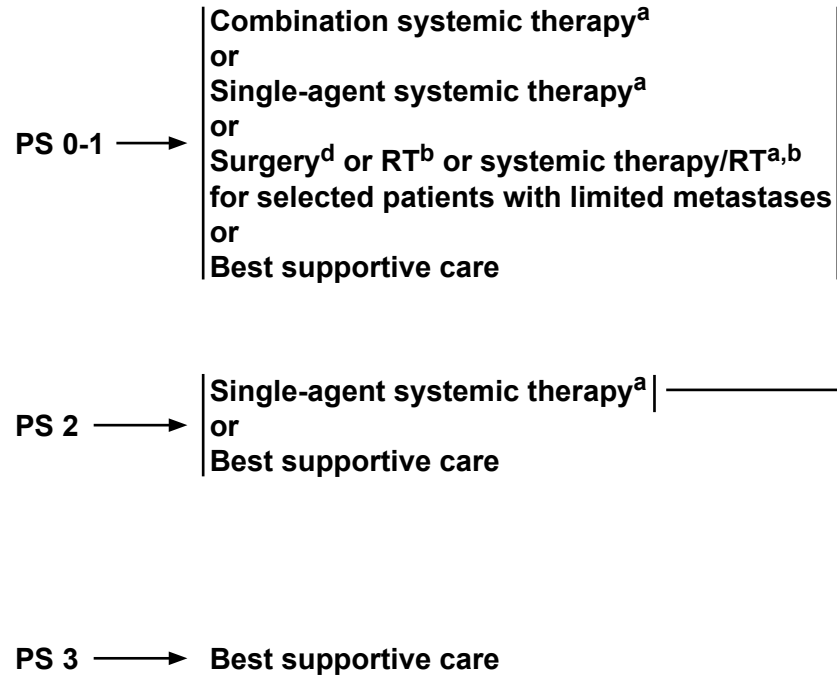 Combination systemic therapyᵃ
or
Single-agent systemic therapyᵃ
or
PS 0-1
Surgeryᵈ or RTᵇ or systemic therapy/RTᵃ,ᵇ
for selected patients with limited metastases
or
Best supportive care
Single-agent systemic therapyᵃ
PS 2
or
Best supportive care
PS 3
Best supportive care